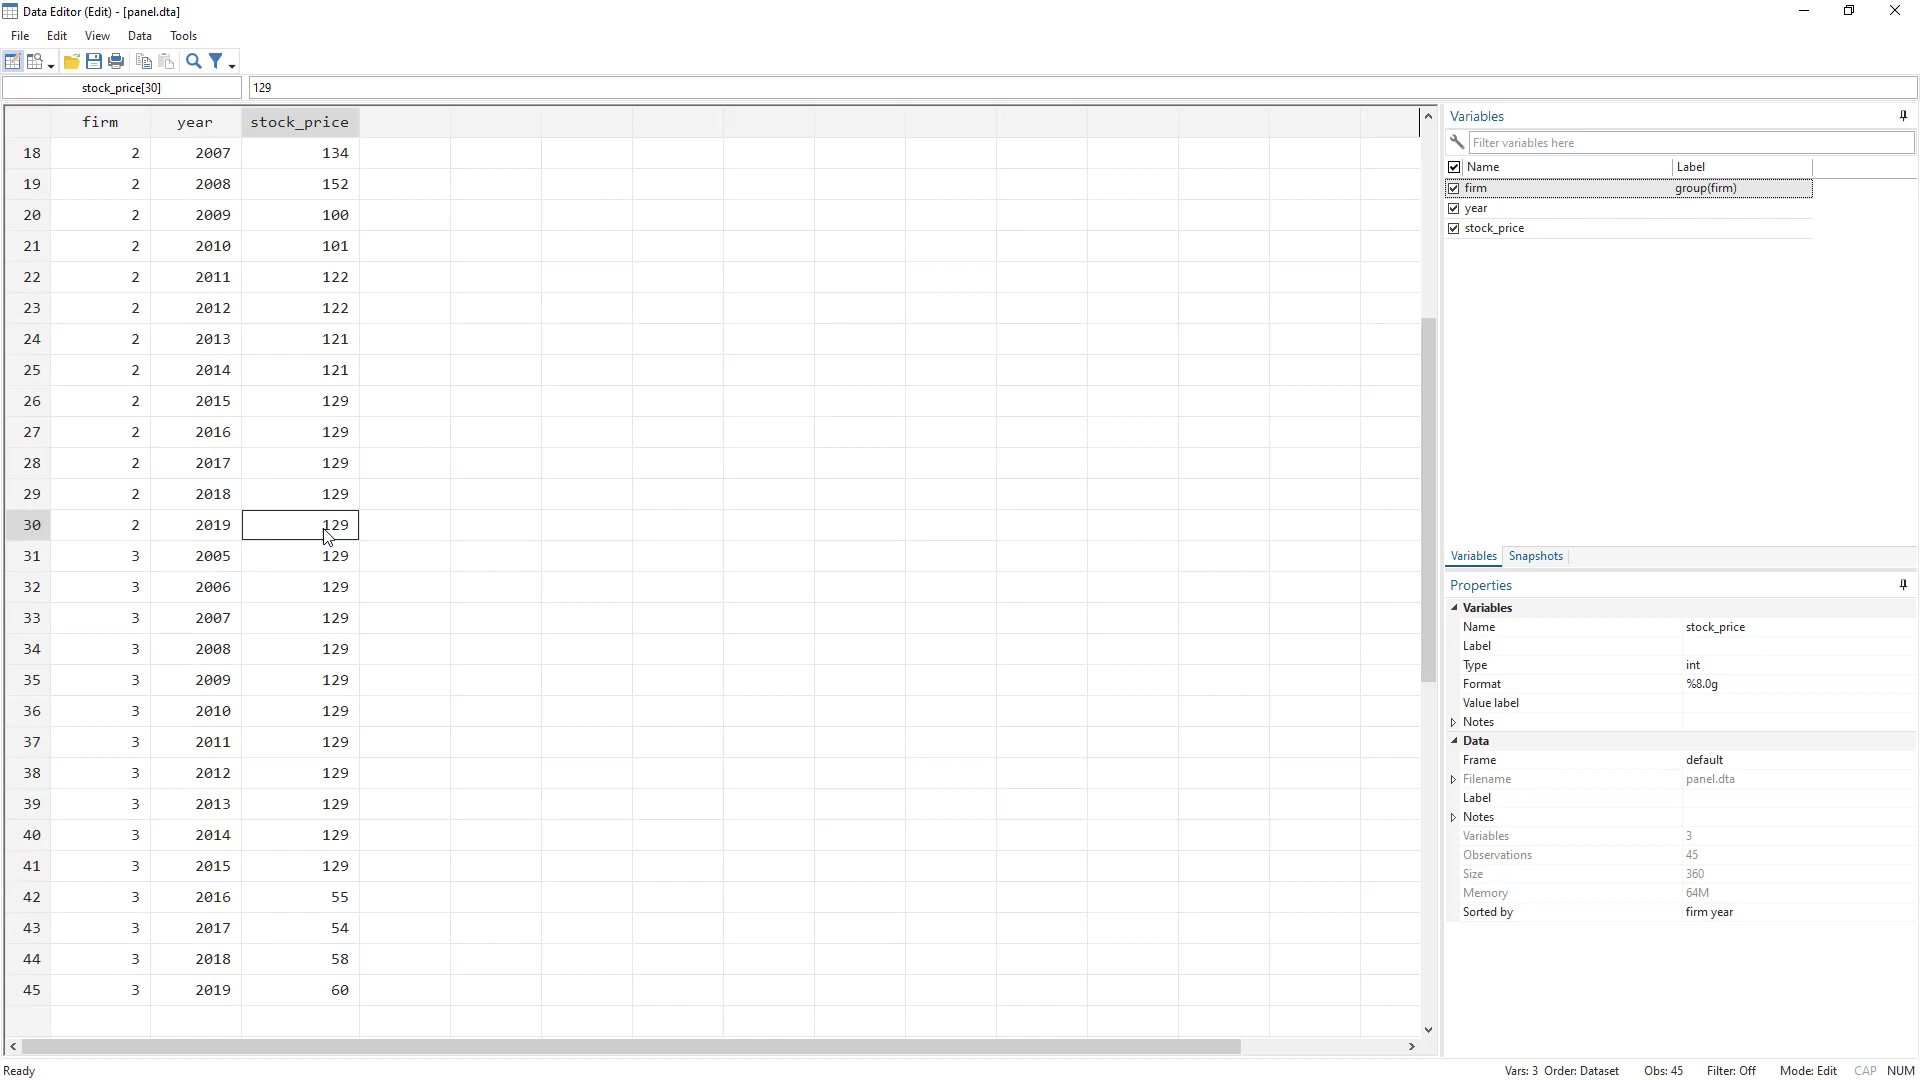 Data Editor (Edit) - [panel.dta]
File Edit View Data Tools
stock_price[30] 129
firm year stock_price
18 2 2007 134
19 2 2008 152
20 2 2009 100
21 2 2010 101
22 2 2011 122
23 2 2012 122
24 2 2013 121
25 2 2014 121
26 2 2015 129
27 2 2016 129
28 2 2017 129
29 2 2018 129
30 2 2019 129
31 3 2005 129
32 3 2006 129
33 3 2007 129
34 3 2008 129
35 3 2009 129
36 3 2010 129
37 3 2011 129
38 3 2012 129
39 3 2013 129
40 3 2014 129
41 3 2015 129
42 3 2016 55
43 3 2017 54
44 3 2018 58
45 3 2019 60
Variables
Filter variables here
Name Label
firm group(firm)
year
stock_price
Variables Snapshots
Properties
Variables
Name stock_price
Label
Type int
Format %8.0g
Value label
Notes
Data
Frame default
Filename panel.dta
Label
Notes
Variables 3
Observations 45
Size 360
Memory 64M
Sorted by firm year
Ready Vars: 3 Order: Dataset Obs: 45 Filter: Off Mode: Edit CAP NUM